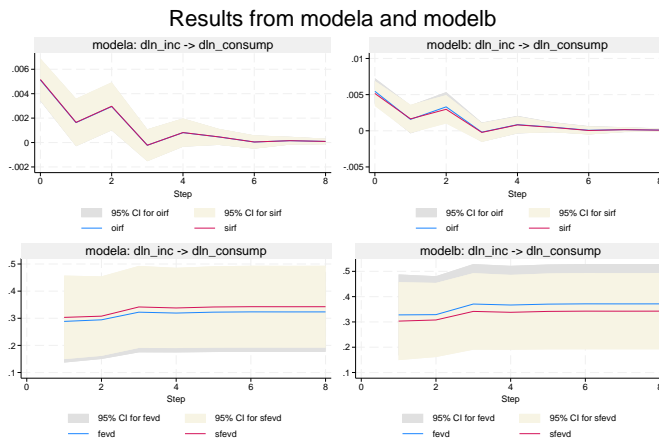 Results from modela and modelb
modela: dln_inc -> dln_consump
.006
.004
.002
0
-.002
0 2 4 6 8
Step
95% CI for oirf 95% CI for sirf
oirf sirf
modelb: dln_inc -> dln_consump
.01
.005
0
-.005
0 2 4 6 8
Step
95% CI for oirf 95% CI for sirf
oirf sirf
modela: dln_inc -> dln_consump
.5
.4
.3
.2
.1
0 2 4 6 8
Step
95% CI for fevd 95% CI for sfevd
fevd sfevd
modelb: dln_inc -> dln_consump
.5
.4
.3
.2
.1
0 2 4 6 8
Step
95% CI for fevd 95% CI for sfevd
fevd sfevd